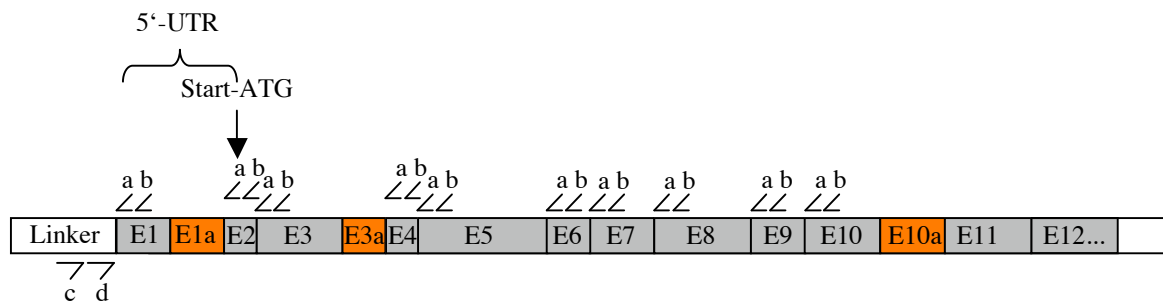 5‘-UTR
Start-ATG
a b a b a b a b a b a b a b a b a b
Linker E1 E1a E2 E3 E3a E4 E5 E6 E7 E8 E9 E10 E10a E11 E12...
c d